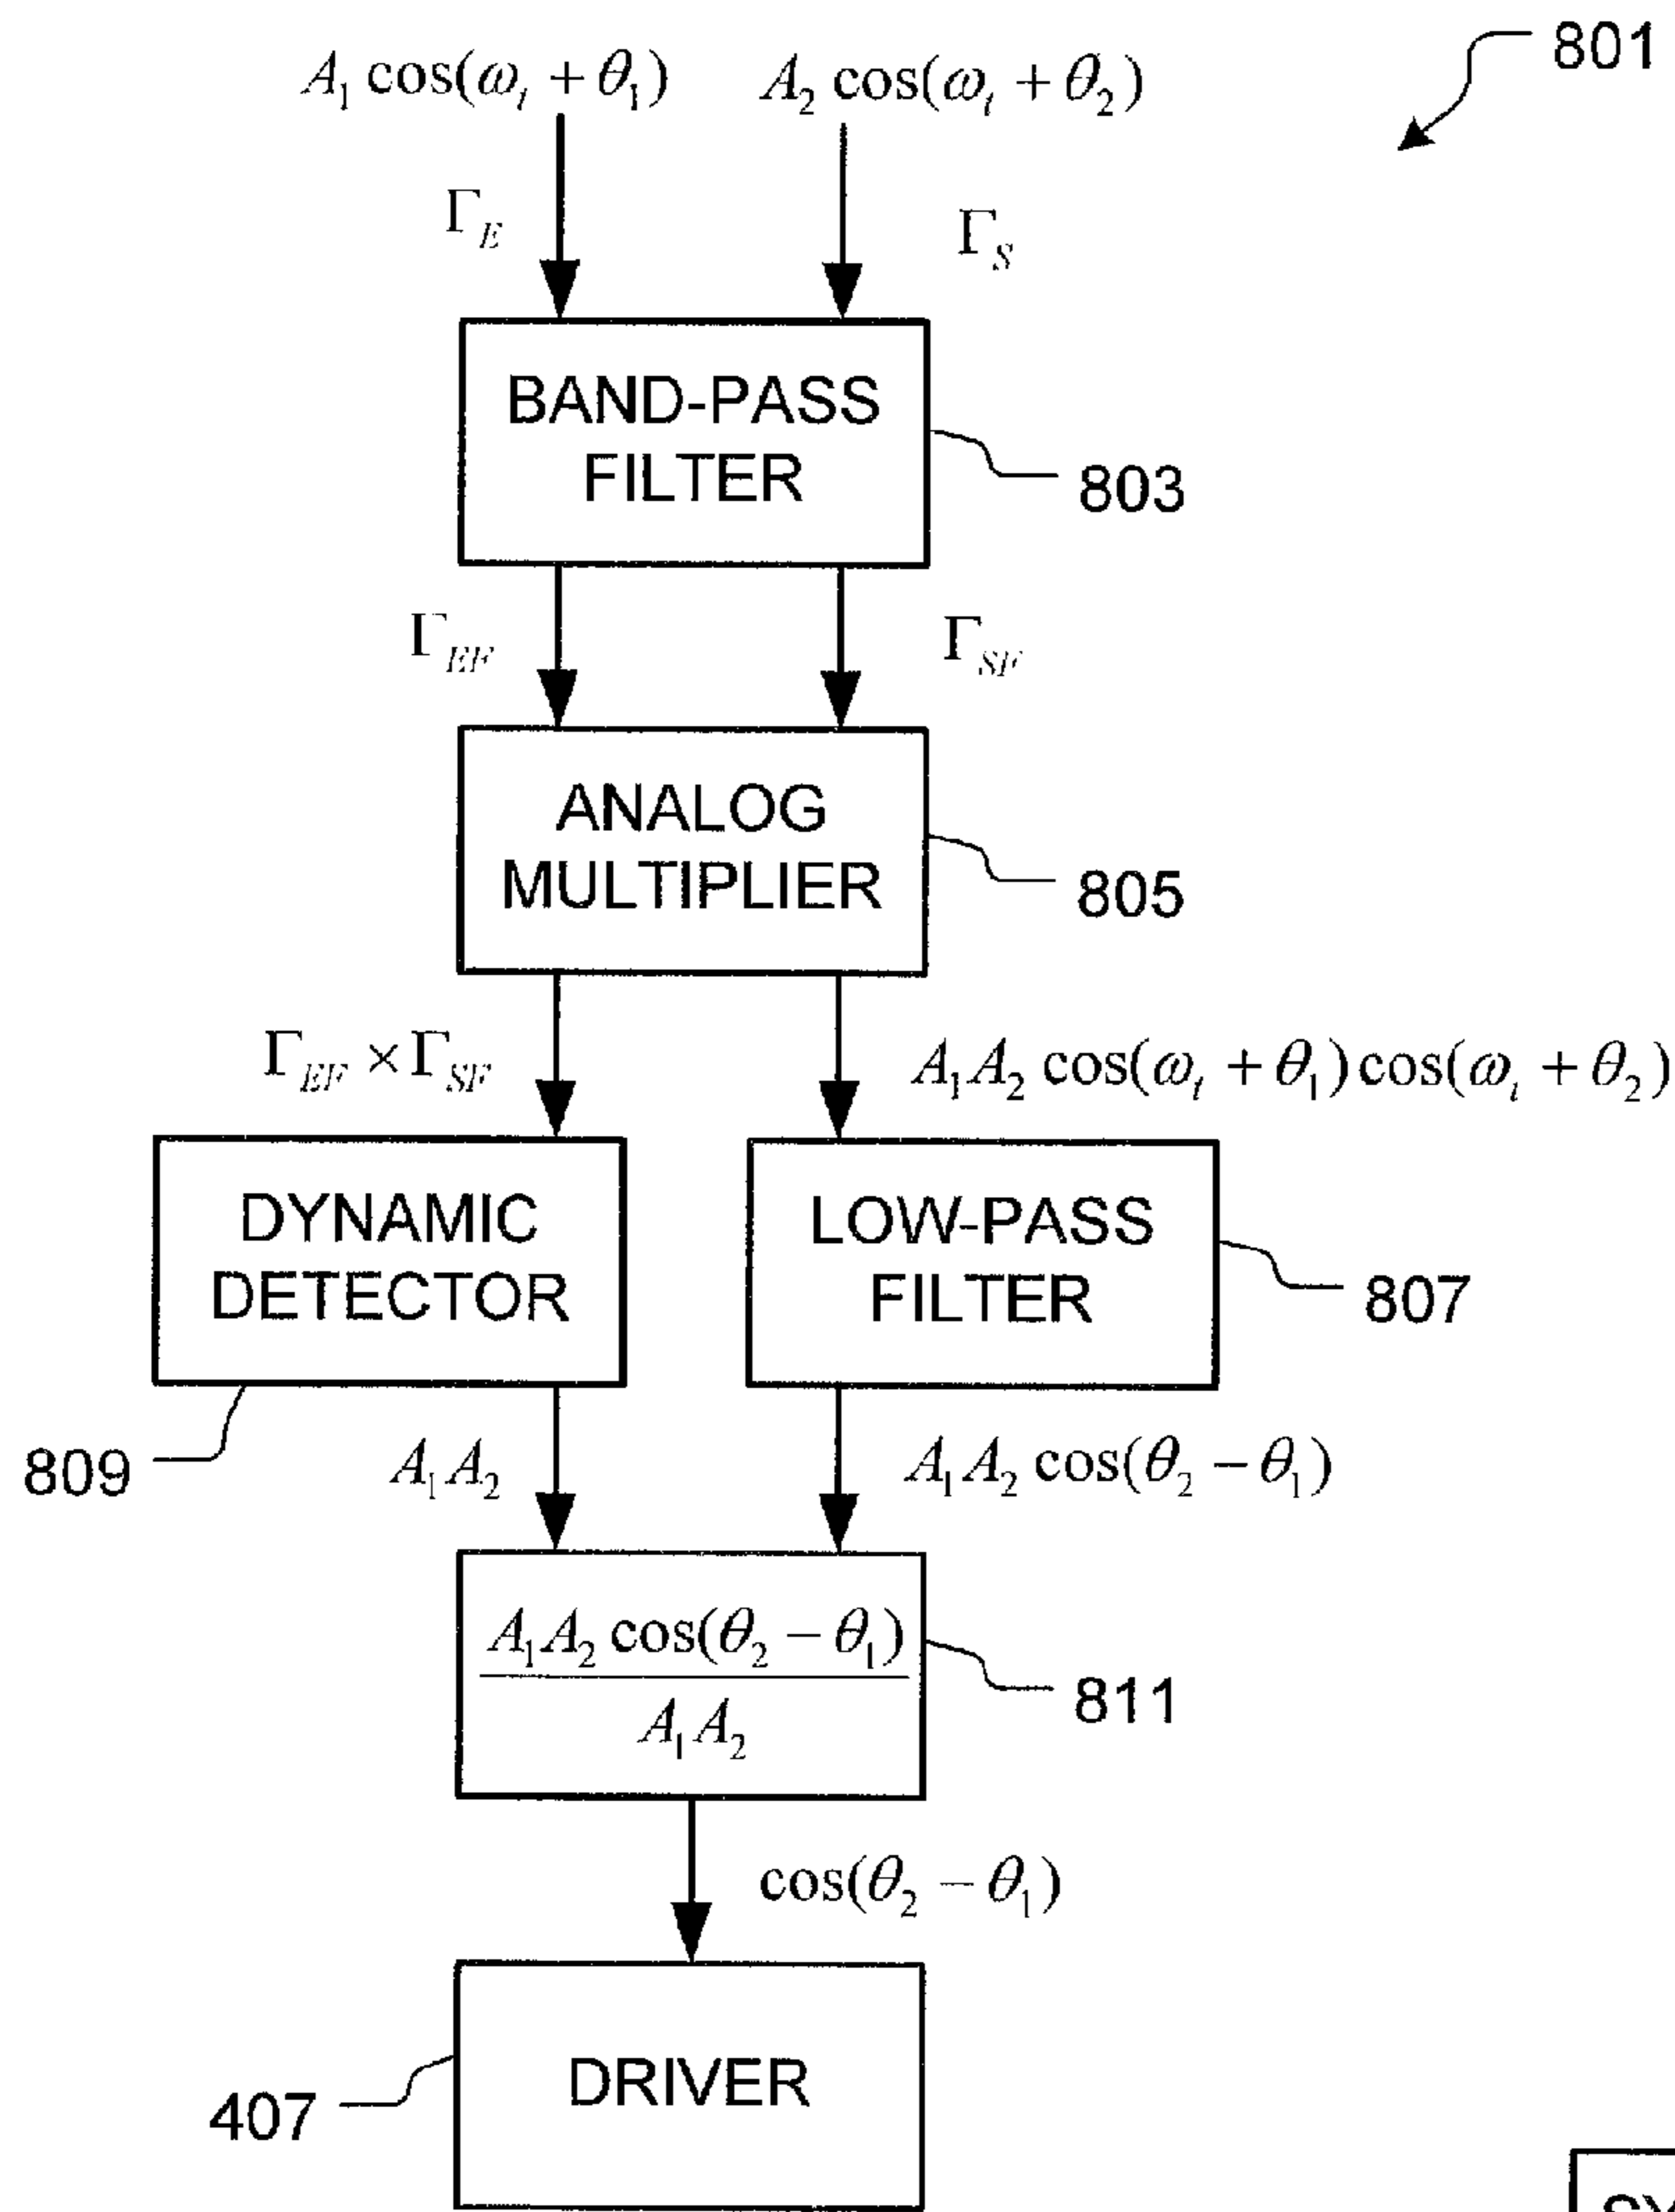 801
A₁ cos(ωₜ + θ₁) A₂ cos(ωₜ + θ₂)
Γ_E Γ_S
BAND-PASS
FILTER
803
Γ_EF Γ_SF
ANALOG
MULTIPLIER
805
Γ_EF × Γ_SF A₁A₂ cos(ωₜ + θ₁)cos(ωₜ + θ₂)
DYNAMIC
DETECTOR
LOW-PASS
FILTER
807
809
A₁A₂ A₁A₂ cos(θ₂ − θ₁)
A₁A₂ cos(θ₂ − θ₁)
A₁A₂
811
cos(θ₂ − θ₁)
DRIVER
407